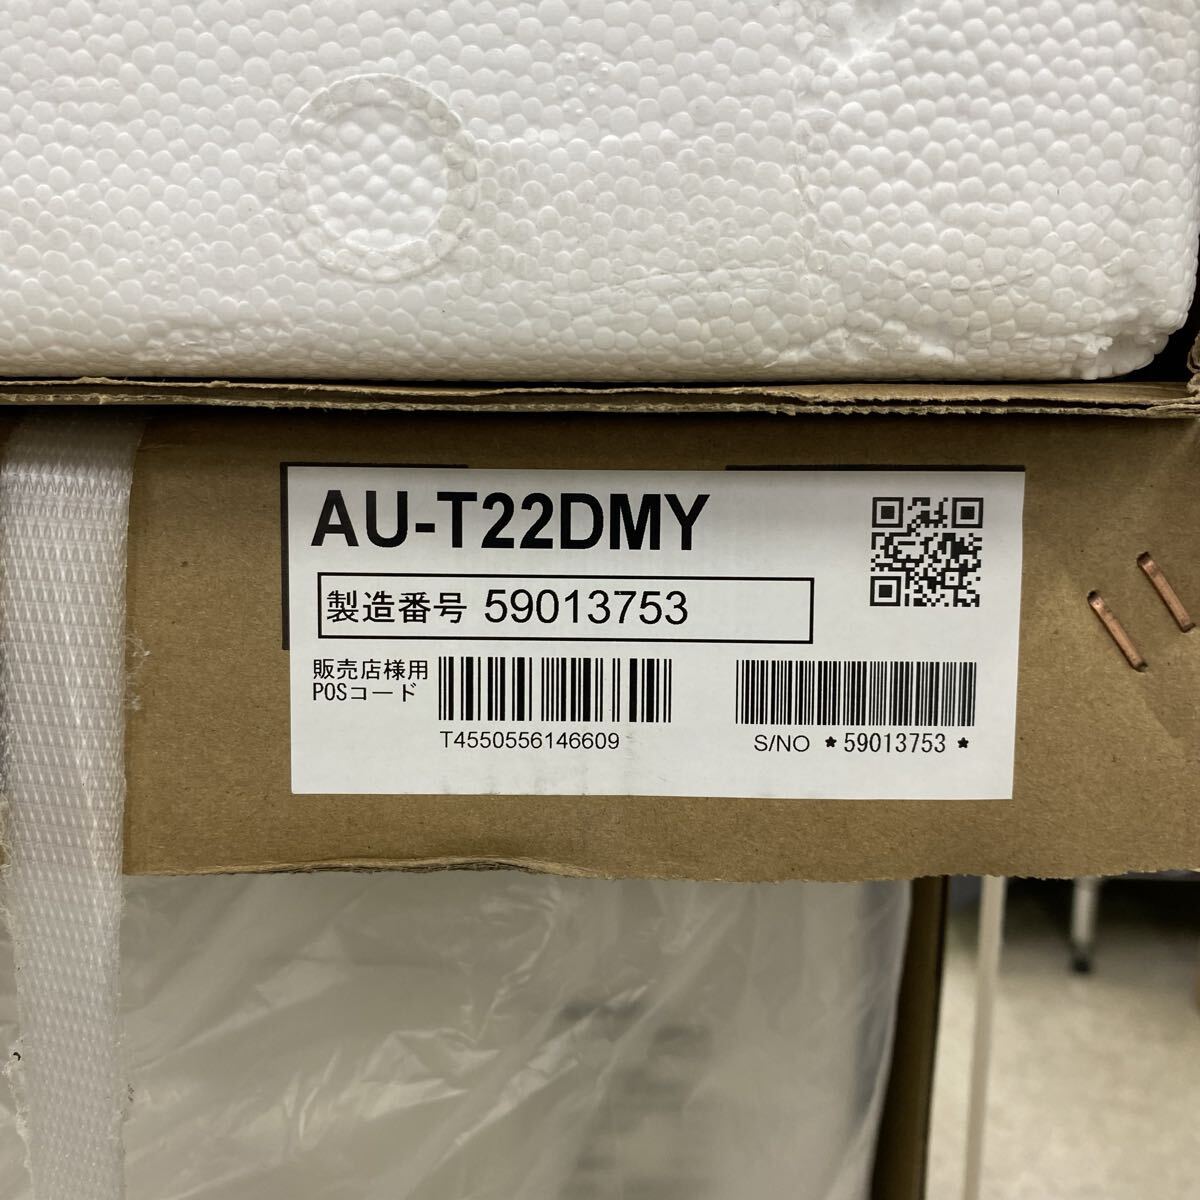 AU-T22DMY
製造番号 59013753
販売店様用
POSコード
T4550556146609
S/NO *59013753*